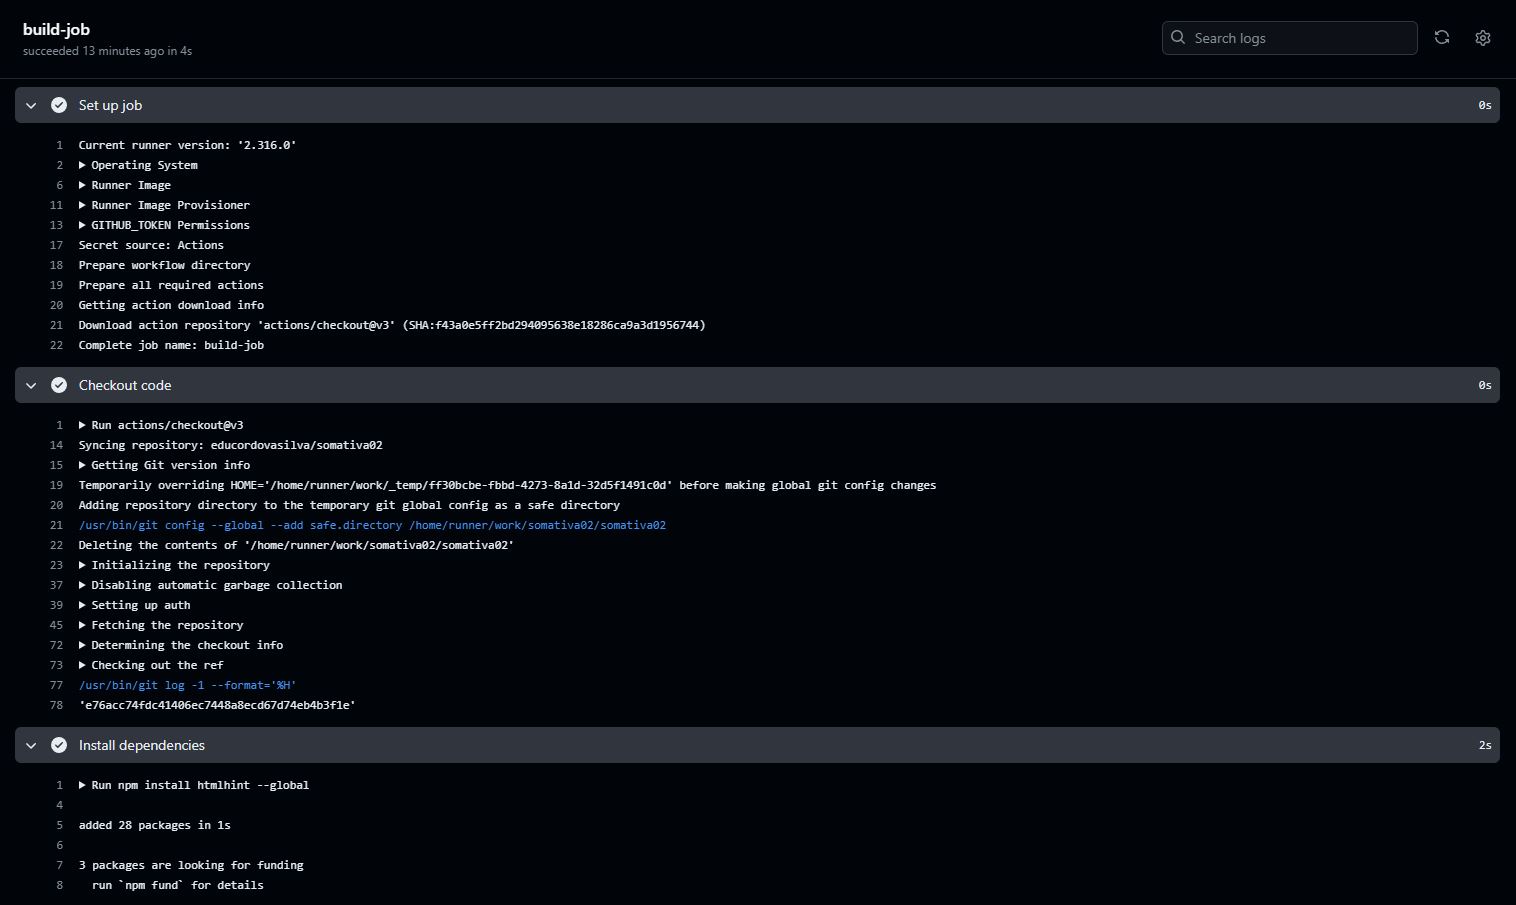 build-job
succeeded 13 minutes ago in 4s
Search logs
Set up job 0s
1 Current runner version: '2.316.0'
2 Operating System
6 Runner Image
11 Runner Image Provisioner
13 GITHUB_TOKEN Permissions
17 Secret source: Actions
18 Prepare workflow directory
19 Prepare all required actions
20 Getting action download info
21 Download action repository 'actions/checkout@v3' (SHA:f43a0e5ff2bd294095638e18286ca9a3d1956744)
22 Complete job name: build-job
Checkout code 0s
1 Run actions/checkout@v3
14 Syncing repository: educordovasilva/somativa02
15 Getting Git version info
19 Temporarily overriding HOME='/home/runner/work/_temp/ff30bcbe-fbbd-4273-8a1d-32d5f1491c0d' before making global git config changes
20 Adding repository directory to the temporary git global config as a safe directory
21 /usr/bin/git config --global --add safe.directory /home/runner/work/somativa02/somativa02
22 Deleting the contents of '/home/runner/work/somativa02/somativa02'
23 Initializing the repository
37 Disabling automatic garbage collection
39 Setting up auth
45 Fetching the repository
72 Determining the checkout info
73 Checking out the ref
77 /usr/bin/git log -1 --format='%H'
78 'e76acc74fdc41406ec7448a8ecd67d74eb4b3f1e'
Install dependencies 2s
1 Run npm install htmlhint --global
4
5 added 28 packages in 1s
6
7 3 packages are looking for funding
8 run `npm fund` for details